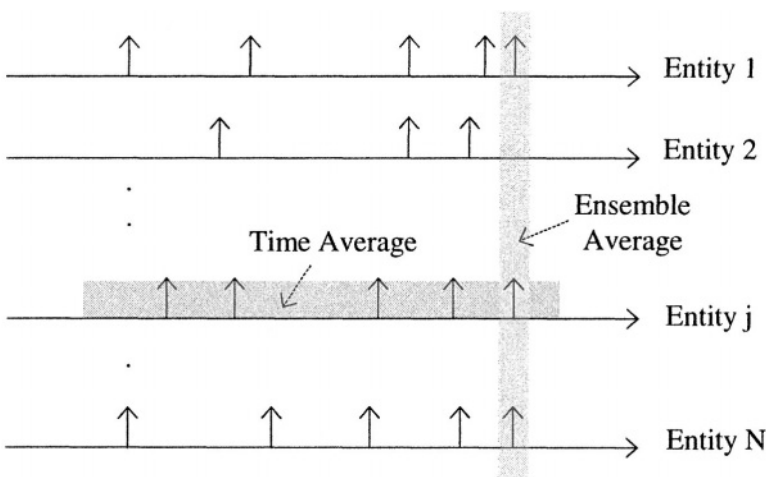 Entity 1
Entity 2
Ensemble
Average
Time Average
Entity j
Entity N